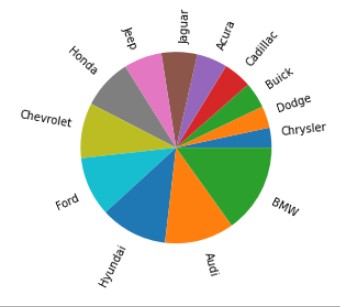 Jaguar
Jeep
Acura
Cadillac
Honda
Buick
Dodge
Chevrolet
Chrysler
Ford
BMW
Hyundai
Audi